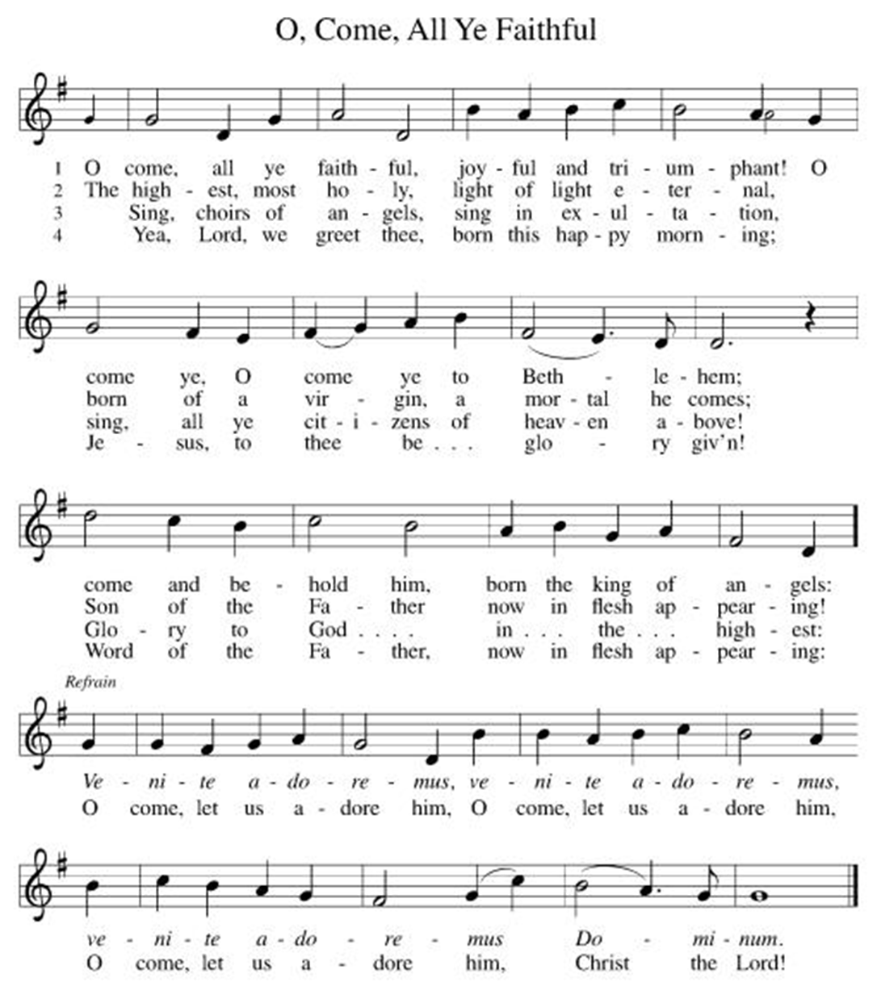 O, Come, All Ye Faithful
1 O come, all ye faith - ful, joy - ful and tri - um - phant! O
2 The high - est, most ho - ly, light of light e - ter - nal,
3 Sing, choirs of an - gels, sing in ex - ul - ta - tion,
4 Yea, Lord, we greet thee, born this hap - py morn - ing;
come ye, O come ye to Beth - le - hem;
born of a vir - gin, a mor - tal he comes;
sing, all ye cit - i - zens of heav - en a - bove!
Je - sus, to thee be . . . glo - ry giv'n!
come and be - hold him, born the king of an - gels:
Son of the Fa - ther now in flesh ap - pear - ing!
Glo - ry to God . . . . in . . . the . . . high - est:
Word of the Fa - ther, now in flesh ap - pear - ing:
Refrain
Ve - ni - te a - do - re - mus, ve - ni - te a - do - re - mus,
O come, let us a - dore him, O come, let us a - dore him,
ve - ni - te a - do - re - mus Do - mi - num.
O come, let us a - dore him, Christ the Lord!